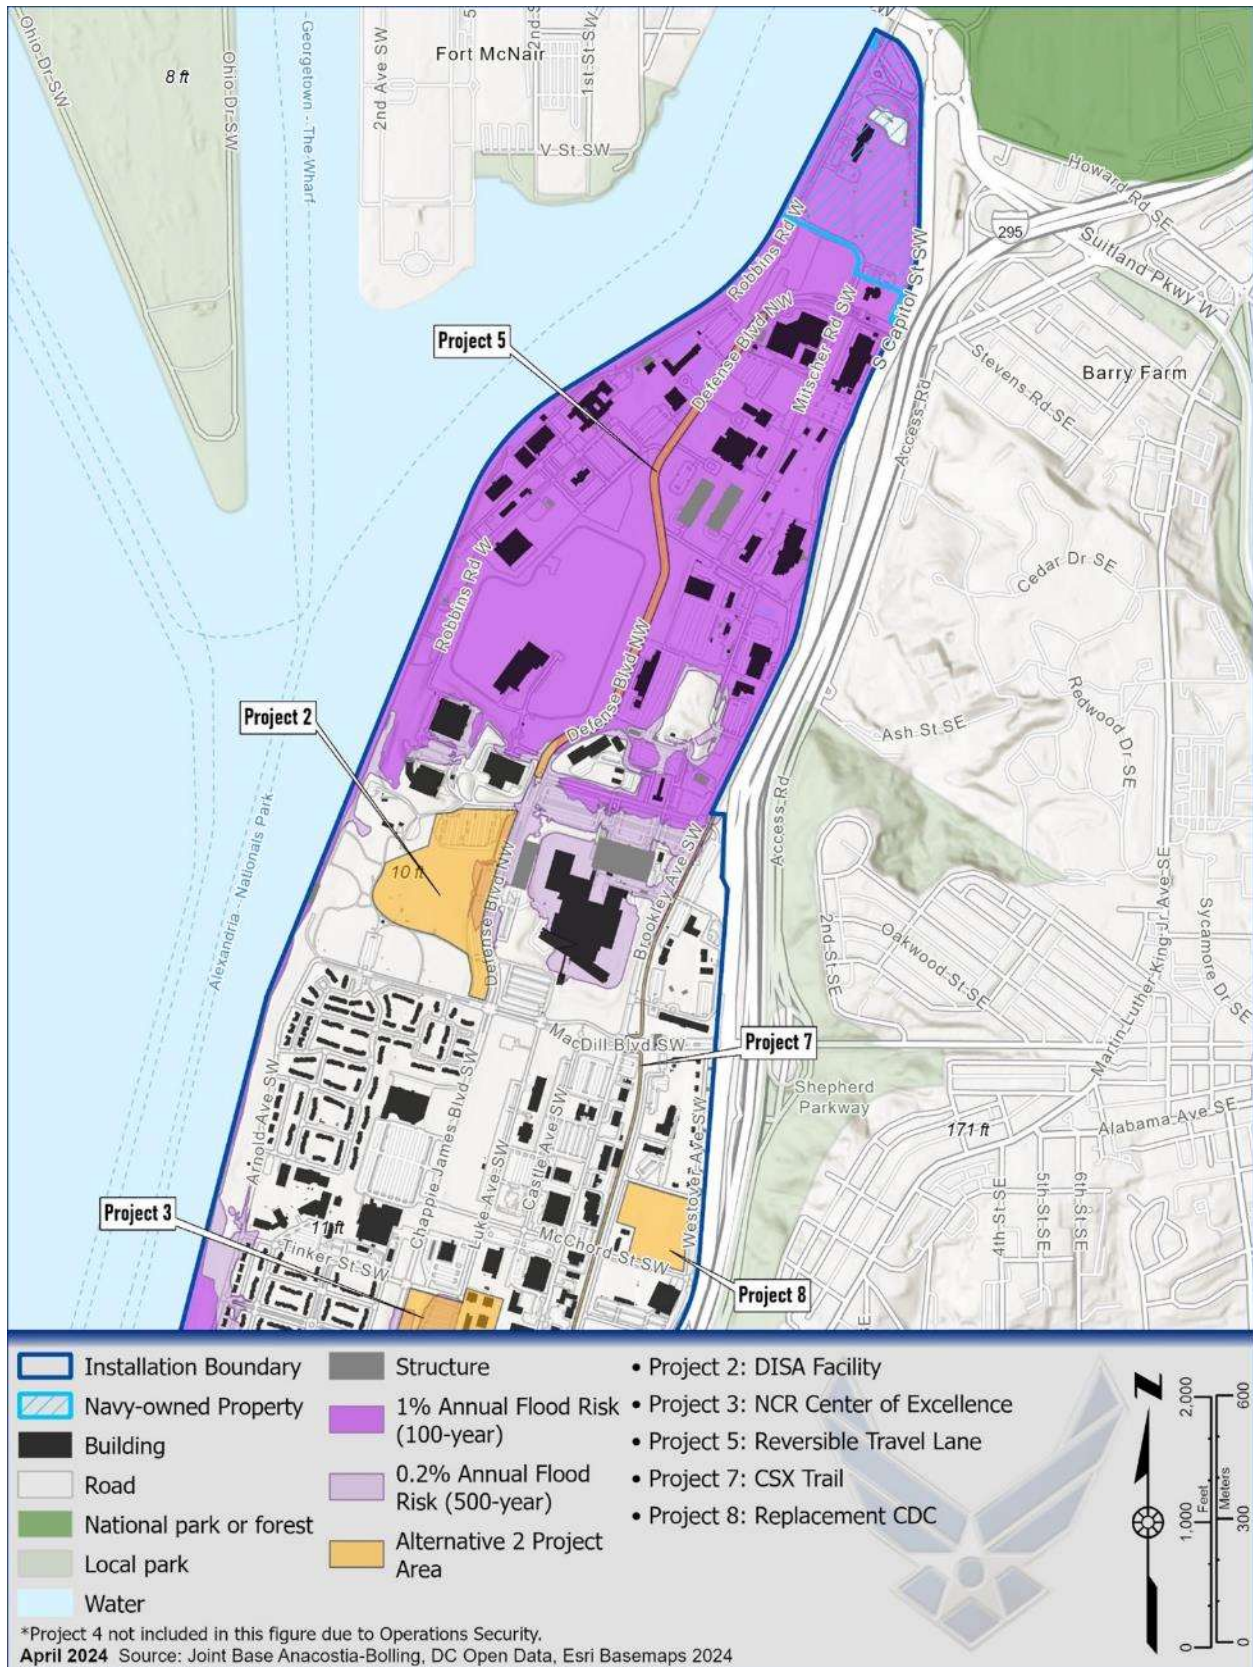 Ohio Dr SW
8 ft
Ohio Dr SW
Georgetown - The Wharf
2nd Ave SW
Fort McNair
2nd S
1st St SW
V St SW
Howard Rd SE
295
Suitland Pkwy W
Robbins Rd W
S Capitol St SW
Project 5
Defense Blvd NW
Mitscher Rd SW
Stevens Rd SE
Barry Farm
Access Rd
Cedar Dr SE
Robbins Rd W
Defense Blvd NW
Redwood Dr SE
Ash St SE
Project 2
Access Rd
Alexandria - Nationals Park
10 ft
Defense Blvd NW
Brookley Ave SW
2nd St SE
Oakwood St SE
Martin Luther King Jr Ave SE
Sycamore Dr SE
MacDill Blvd SW
Project 7
Shepherd
Parkway
171 ft
Alabama Ave SE
Arnold Ave SW
Chappie James Blvd SW
Luke Ave SW
Castle Ave SW
Westover Ave SW
4th St SE
5th St SE
6th St SE
Project 3
11 ft
Tinker St SW
McChord St SW
Project 8
SE
Installation Boundary
Navy-owned Property
Building
Road
National park or forest
Local park
Water
Structure
1% Annual Flood Risk
(100-year)
0.2% Annual Flood
Risk (500-year)
Alternative 2 Project
Area
• Project 2: DISA Facility
• Project 3: NCR Center of Excellence
• Project 5: Reversible Travel Lane
• Project 7: CSX Trail
• Project 8: Replacement CDC
N
2,000
1,000
0
Feet
Meters
600
300
0
*Project 4 not included in this figure due to Operations Security.
April 2024 Source: Joint Base Anacostia-Bolling, DC Open Data, Esri Basemaps 2024